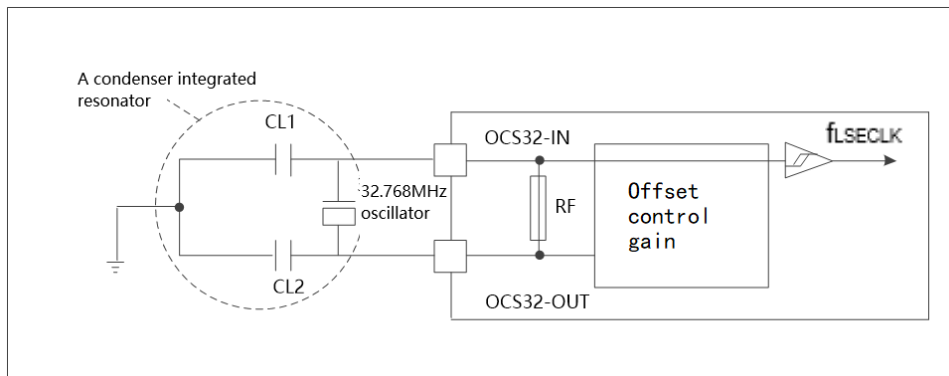 A condenser integrated
resonator
CL1
OCS32-IN
fLSECLK
32.768MHz
oscillator
RF
Offset
control
gain
CL2
OCS32-OUT